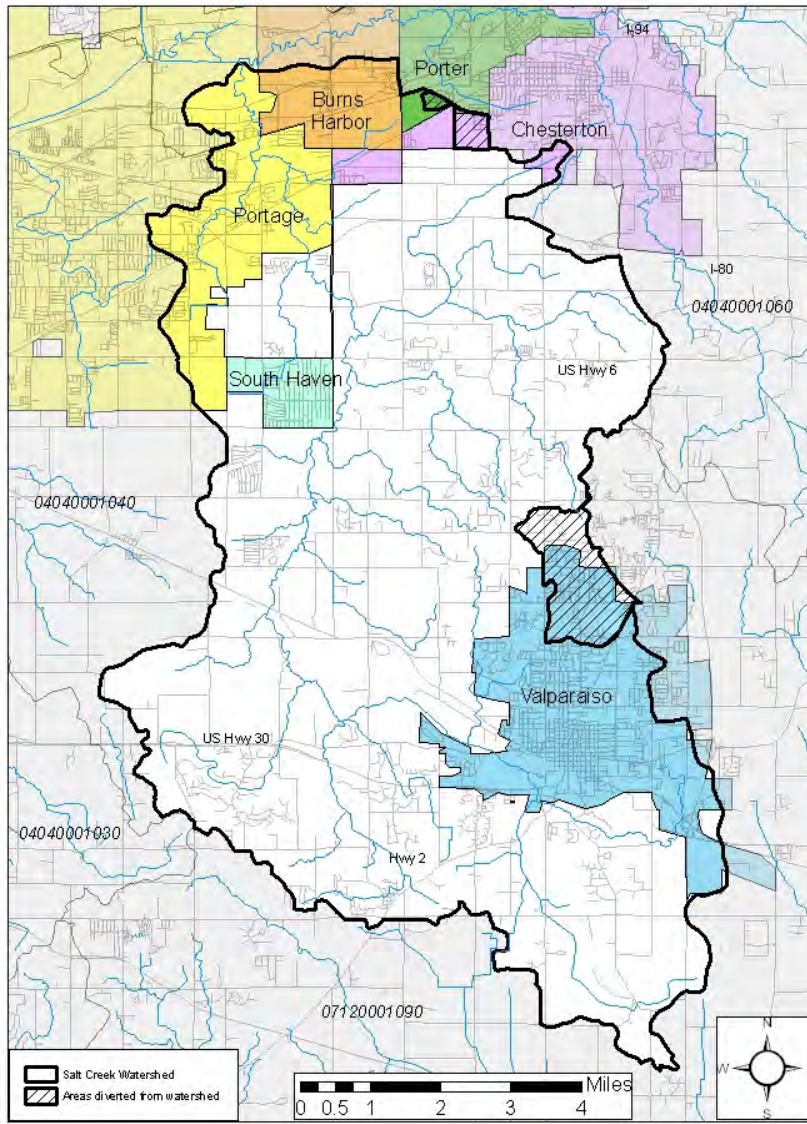 I-94
Porter
Burns
Harbor
Chesterton
Portage
I-80
04040001060
US Hwy 6
South Haven
04040001040
Valparaiso
US Hwy 30
04040001030
Hwy 2
07120001090
Salt Creek Watershed
Areas diverted from watershed
Miles
0 0.5 1 2 3 4
N
W E
S